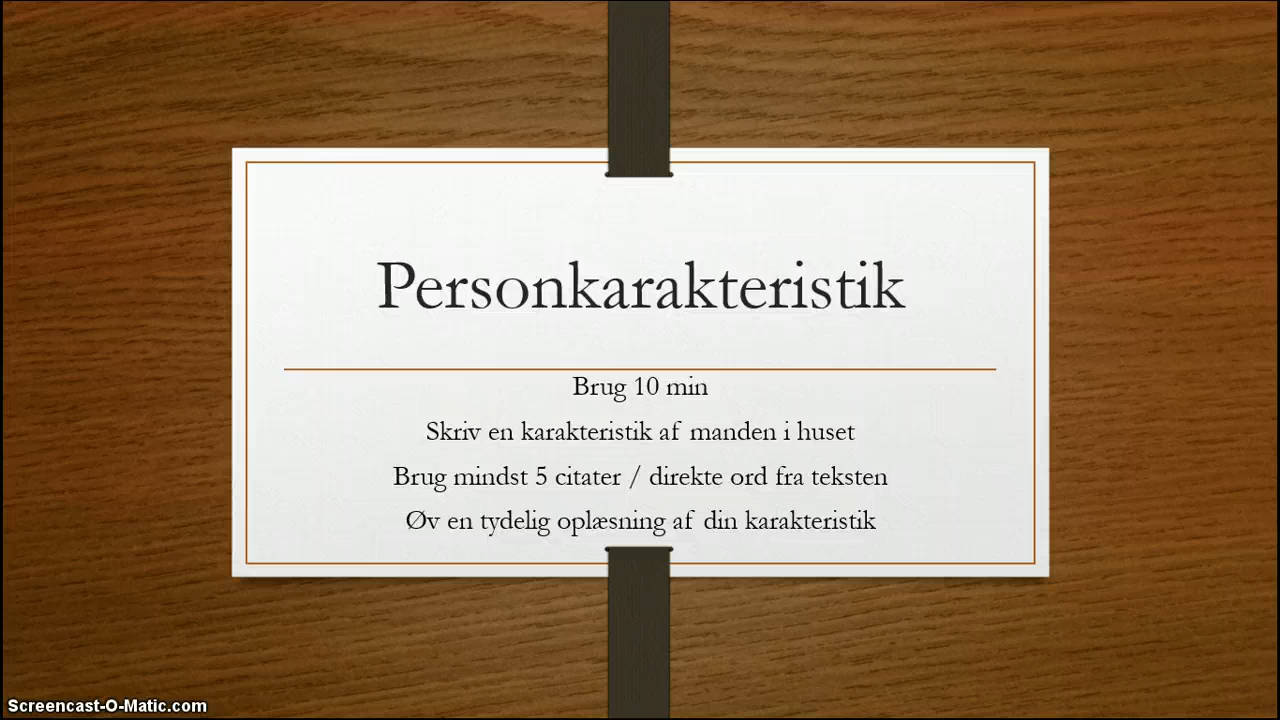 Personkarakteristik
Brug 10 min
Skriv en karakteristik af manden i huset
Brug mindst 5 citater / direkte ord fra teksten
Øv en tydelig oplæsning af din karakteristik
Screencast-O-Matic.com